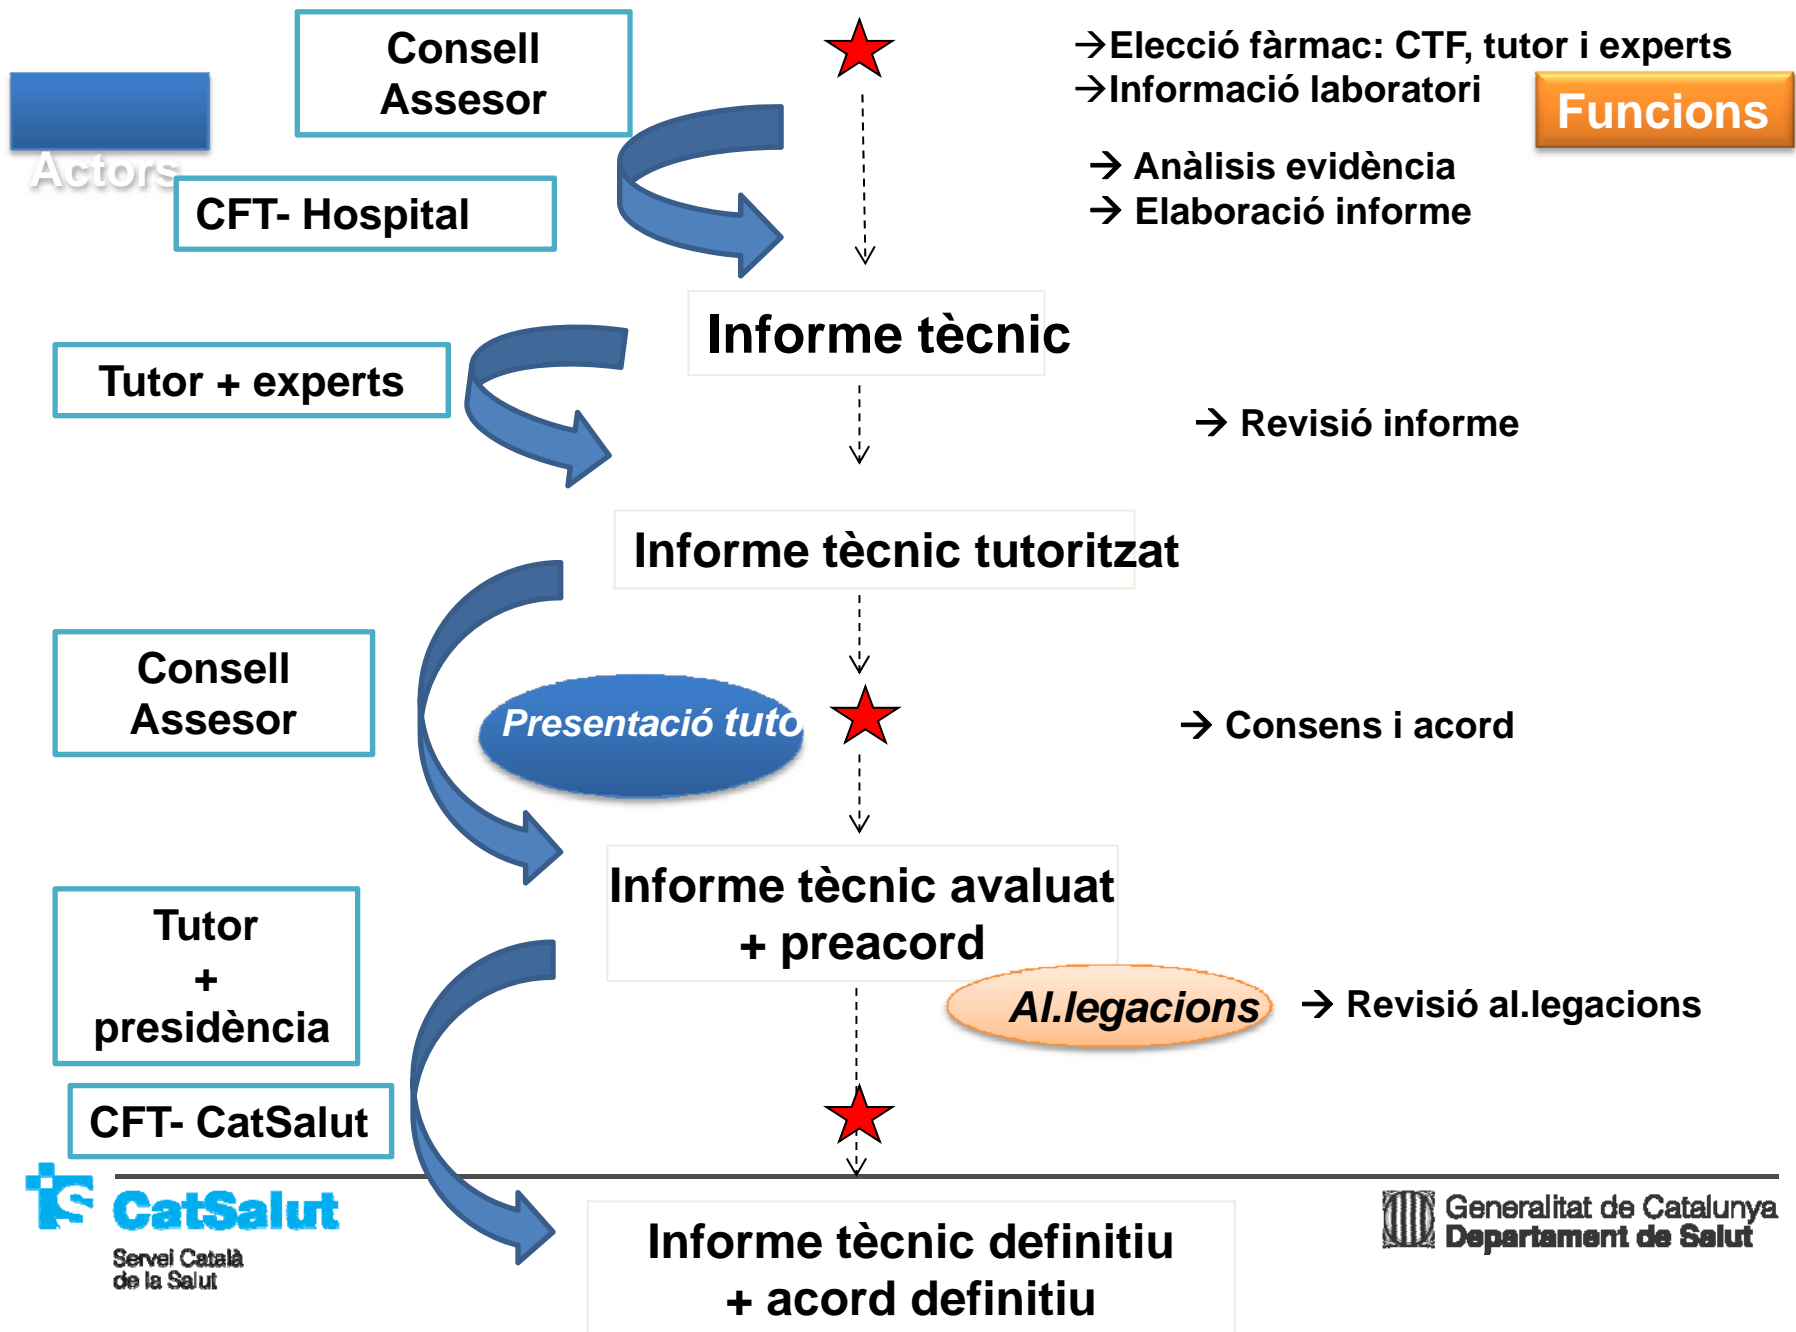 Consell
Assesor
→Elecció fàrmac: CTF, tutor i experts
→Informació laboratori
Funcions
Actors
→ Anàlisis evidència
→ Elaboració informe
CFT- Hospital
Informe tècnic
Tutor + experts
→ Revisió informe
Informe tècnic tutoritzat
Consell
Assesor
Presentació tuto
→ Consens i acord
Informe tècnic avaluat
+ preacord
Tutor
+
presidència
Al.legacions
→ Revisió al.legacions
CFT- CatSalut
CatSalut
Servei Català
de la Salut
Generalitat de Catalunya
Departament de Salut
Informe tècnic definitiu
+ acord definitiu